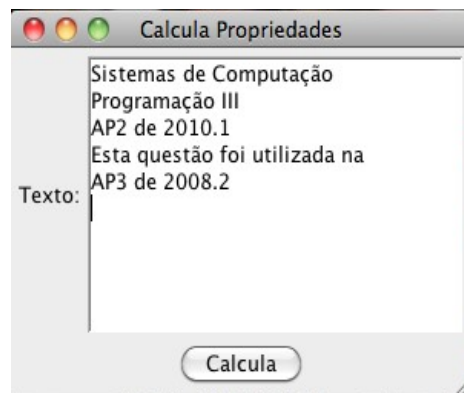 Calcula Propriedades
Sistemas de Computação
Programação III
AP2 de 2010.1
Esta questão foi utilizada na
AP3 de 2008.2
Texto:
Calcula